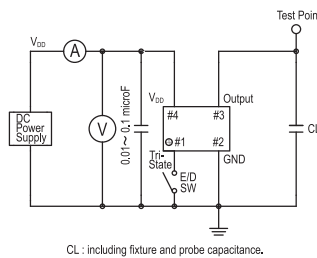 Test Point
VDD
A
DC
Power
Supply
V
0.01 ~ 0.1 microF
VDD
Output
#4
#3
#1
#2
Tri-
State
GND
E/D
SW
CL
CL : including fixture and probe capacitance.